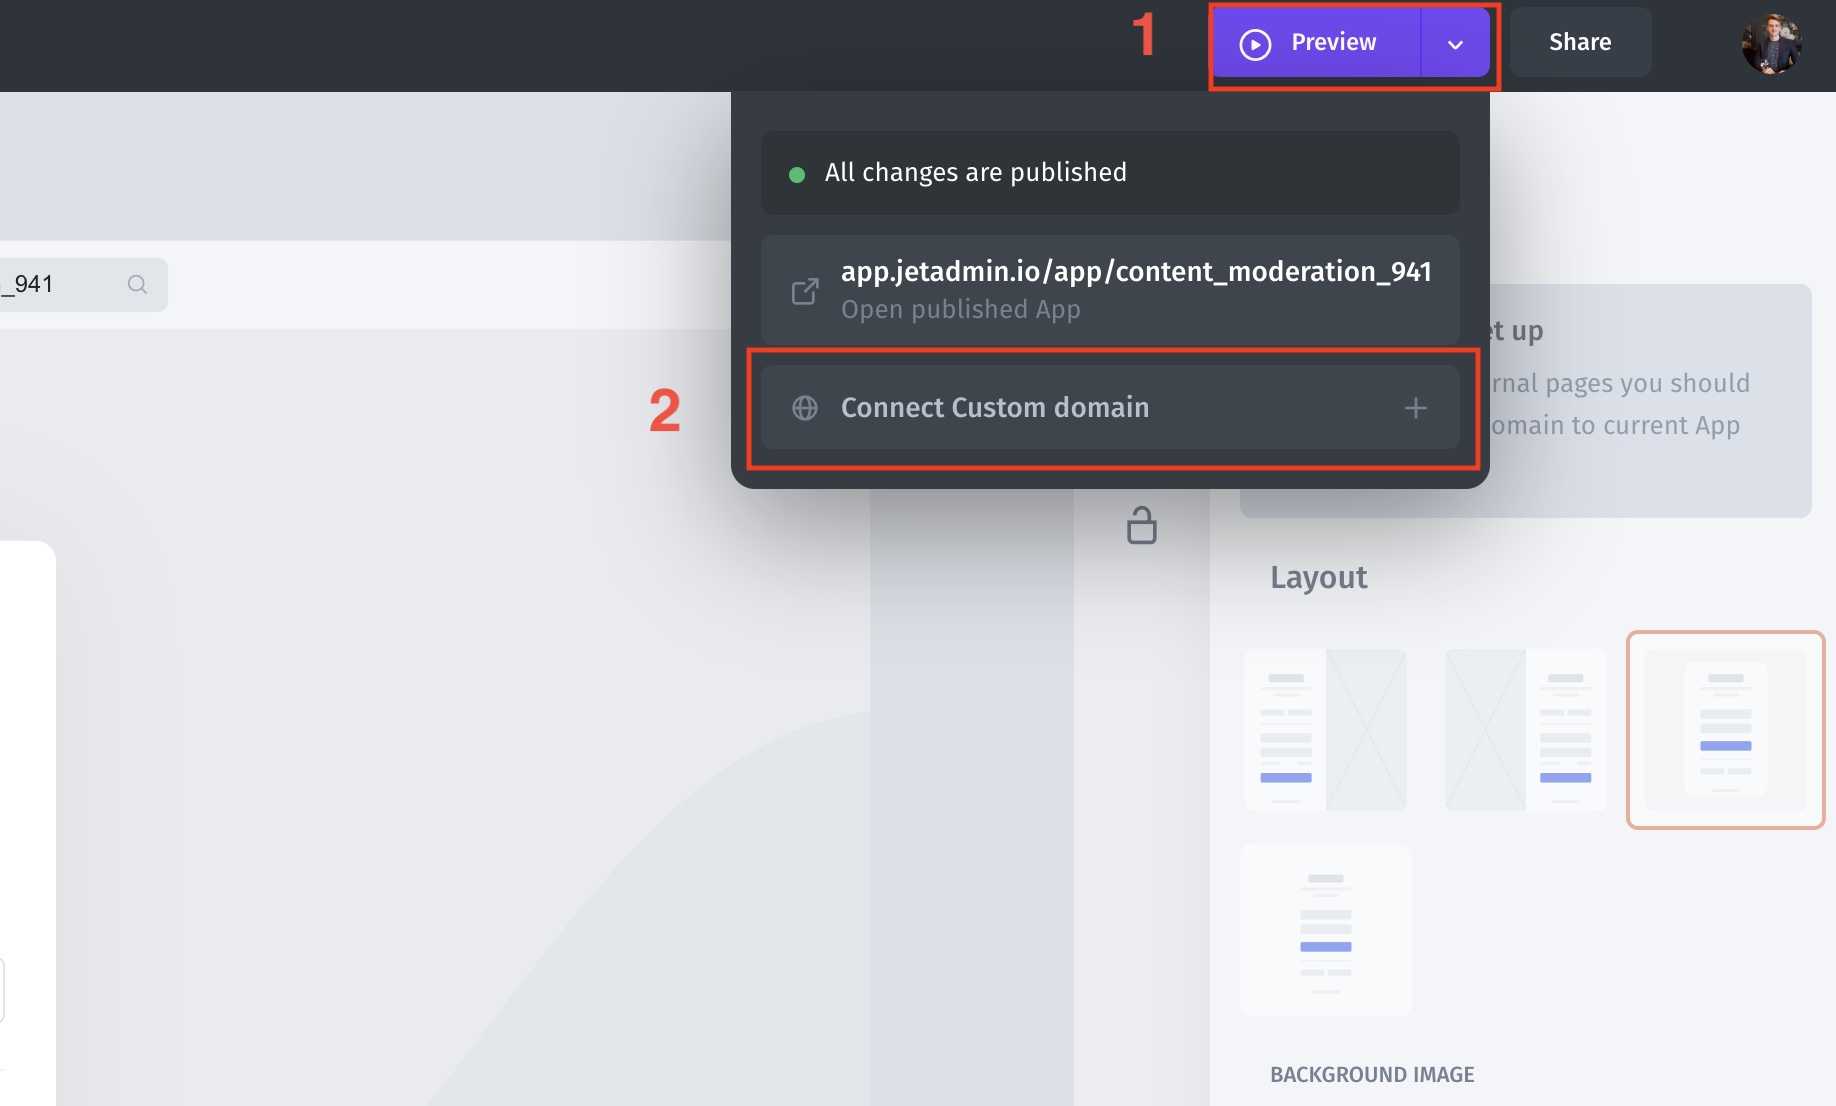 1
Preview
Share
All changes are published
_941
app.jetadmin.io/app/content_moderation_941
Open published App
et up
rnal pages you should
omain to current App
2
Connect Custom domain
Layout
BACKGROUND IMAGE